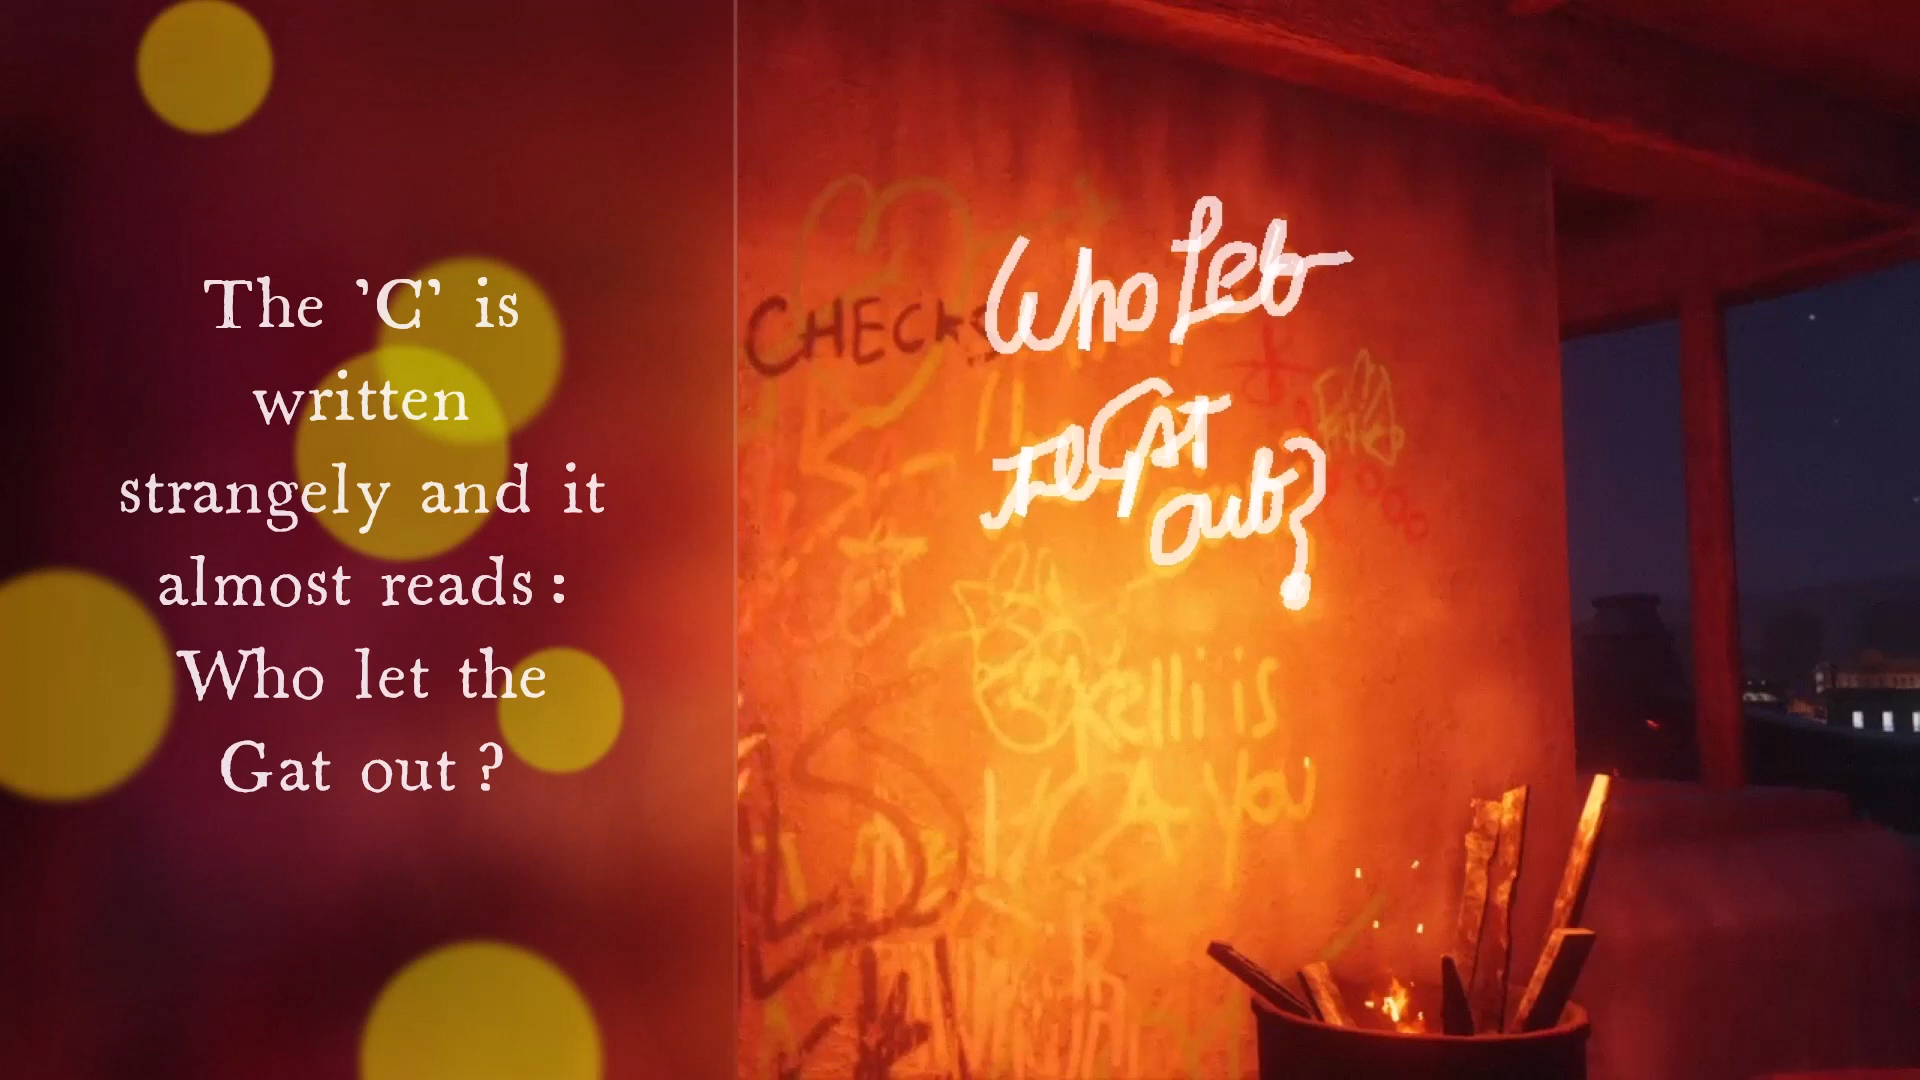 The 'C' is
written
strangely and it
almost reads:
Who let the
Gat out?
CHECKS
Who Let
The Cat
out?
Kelli is
A You